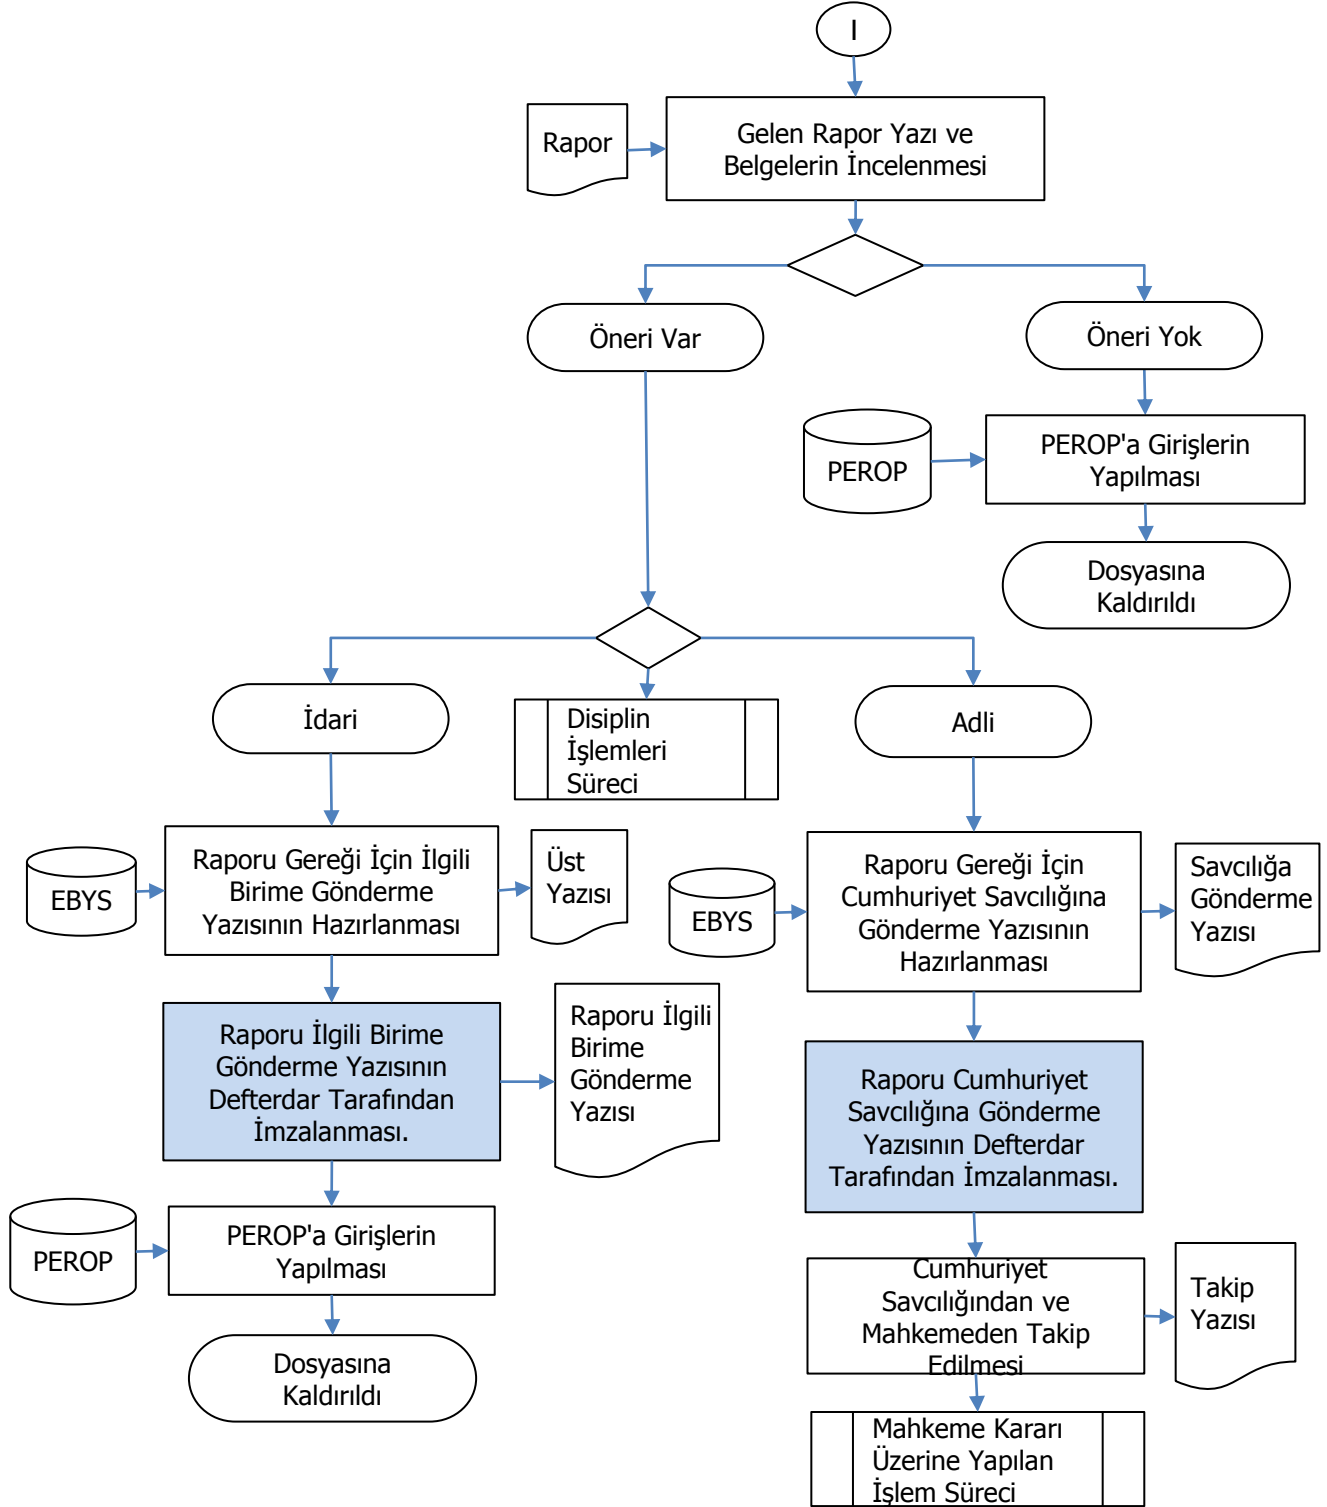 I
Rapor
Gelen Rapor Yazı ve
Belgelerin İncelenmesi
Öneri Var
Öneri Yok
PEROP
PEROP'a Girişlerin
Yapılması
Dosyasına
Kaldırıldı
İdari
Disiplin
İşlemleri
Süreci
Adli
EBYS
Raporu Gereği İçin İlgili
Birime Gönderme
Yazısının Hazırlanması
Üst
Yazısı
EBYS
Raporu Gereği İçin
Cumhuriyet Savcılığına
Gönderme Yazısının
Hazırlanması
Savcılığa
Gönderme
Yazısı
Raporu İlgili Birime
Gönderme Yazısının
Defterdar Tarafından
İmzalanması.
Raporu İlgili
Birime
Gönderme
Yazısı
Raporu Cumhuriyet
Savcılığına Gönderme
Yazısının Defterdar
Tarafından İmzalanması.
PEROP
PEROP'a Girişlerin
Yapılması
Cumhuriyet
Savcılığından ve
Mahkemeden Takip
Edilmesi
Takip
Yazısı
Dosyasına
Kaldırıldı
Mahkeme Kararı
Üzerine Yapılan
İşlem Süreci